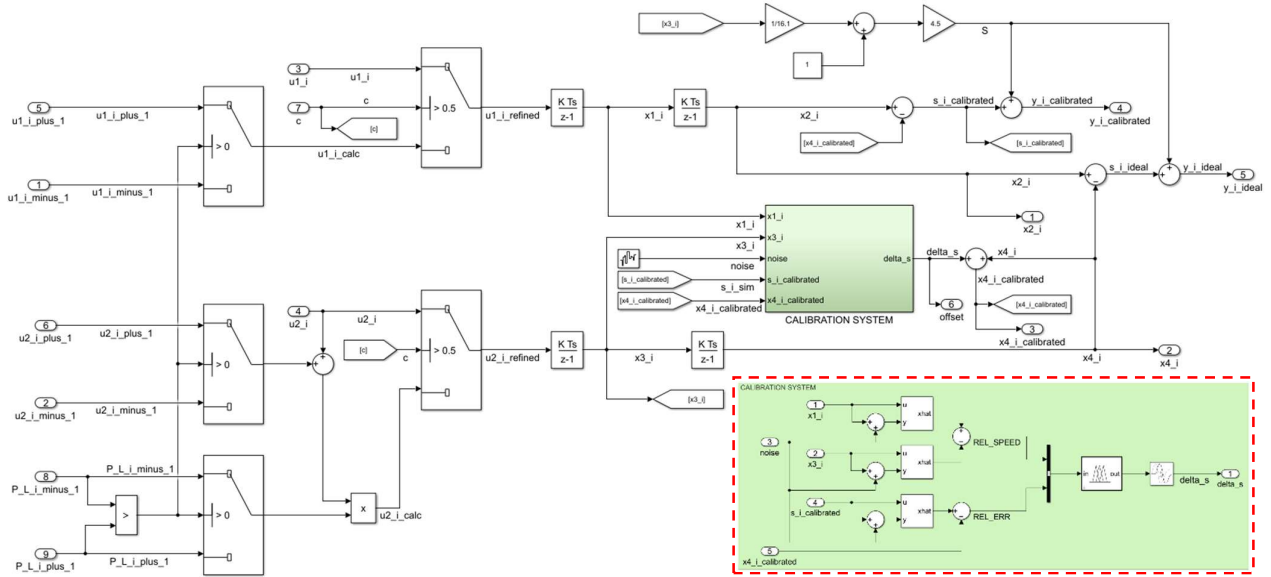 [x3_i]
1/16.1
4.5
S
1
3
u1_i
u1_i
7
c
c
[c]
> 0.5
u1_i_refined
K Ts
z-1
x1_i
K Ts
z-1
x2_i
[x4_i_calibrated]
s_i_calibrated
[s_i_calibrated]
y_i_calibrated
4
y_i_calibrated
5
u1_i_plus_1
u1_i_plus_1
> 0
u1_i_calc
1
u1_i_minus_1
u1_i_minus_1
s_i_ideal
y_i_ideal
5
y_i_ideal
x2_i
1
x2_i
x1_i
x3_i
noise
[s_i_calibrated]
s_i_sim
[x4_i_calibrated]
x4_i_calibrated
x1_i
x3_i
noise
s_i_calibrated
x4_i_calibrated
delta_s
CALIBRATION SYSTEM
delta_s
6
offset
x4_i
x4_i_calibrated
[x4_i_calibrated]
3
x4_i_calibrated
6
u2_i_plus_1
u2_i_plus_1
> 0
2
u2_i_minus_1
u2_i_minus_1
4
u2_i
u2_i
[c]
c
> 0.5
u2_i_refined
K Ts
z-1
x3_i
K Ts
z-1
x4_i
2
x4_i
[x3_i]
8
P_L_i_minus_1
P_L_i_minus_1
>
> 0
9
P_L_i_plus_1
P_L_i_plus_1
x
u2_i_calc
CALIBRATION SYSTEM
1
x1_i
u
y
xhat
3
noise
2
x3_i
u
y
xhat
REL_SPEED
4
s_i_calibrated
u
y
xhat
REL_ERR
5
x4_i_calibrated
in
out
delta_s
1
delta_s